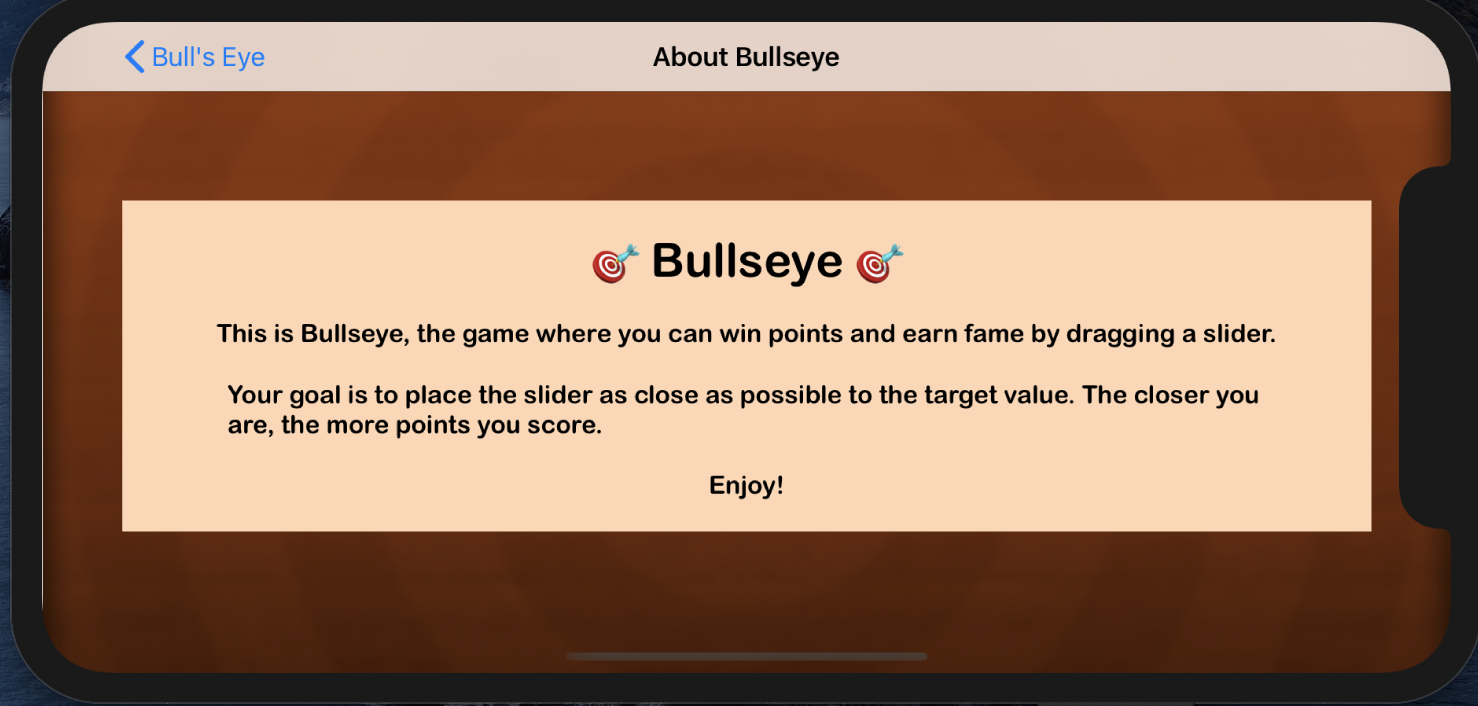 Bull's Eye
About Bullseye
🎯 Bullseye 🎯
This is Bullseye, the game where you can win points and earn fame by dragging a slider.
Your goal is to place the slider as close as possible to the target value. The closer you
are, the more points you score.
Enjoy!